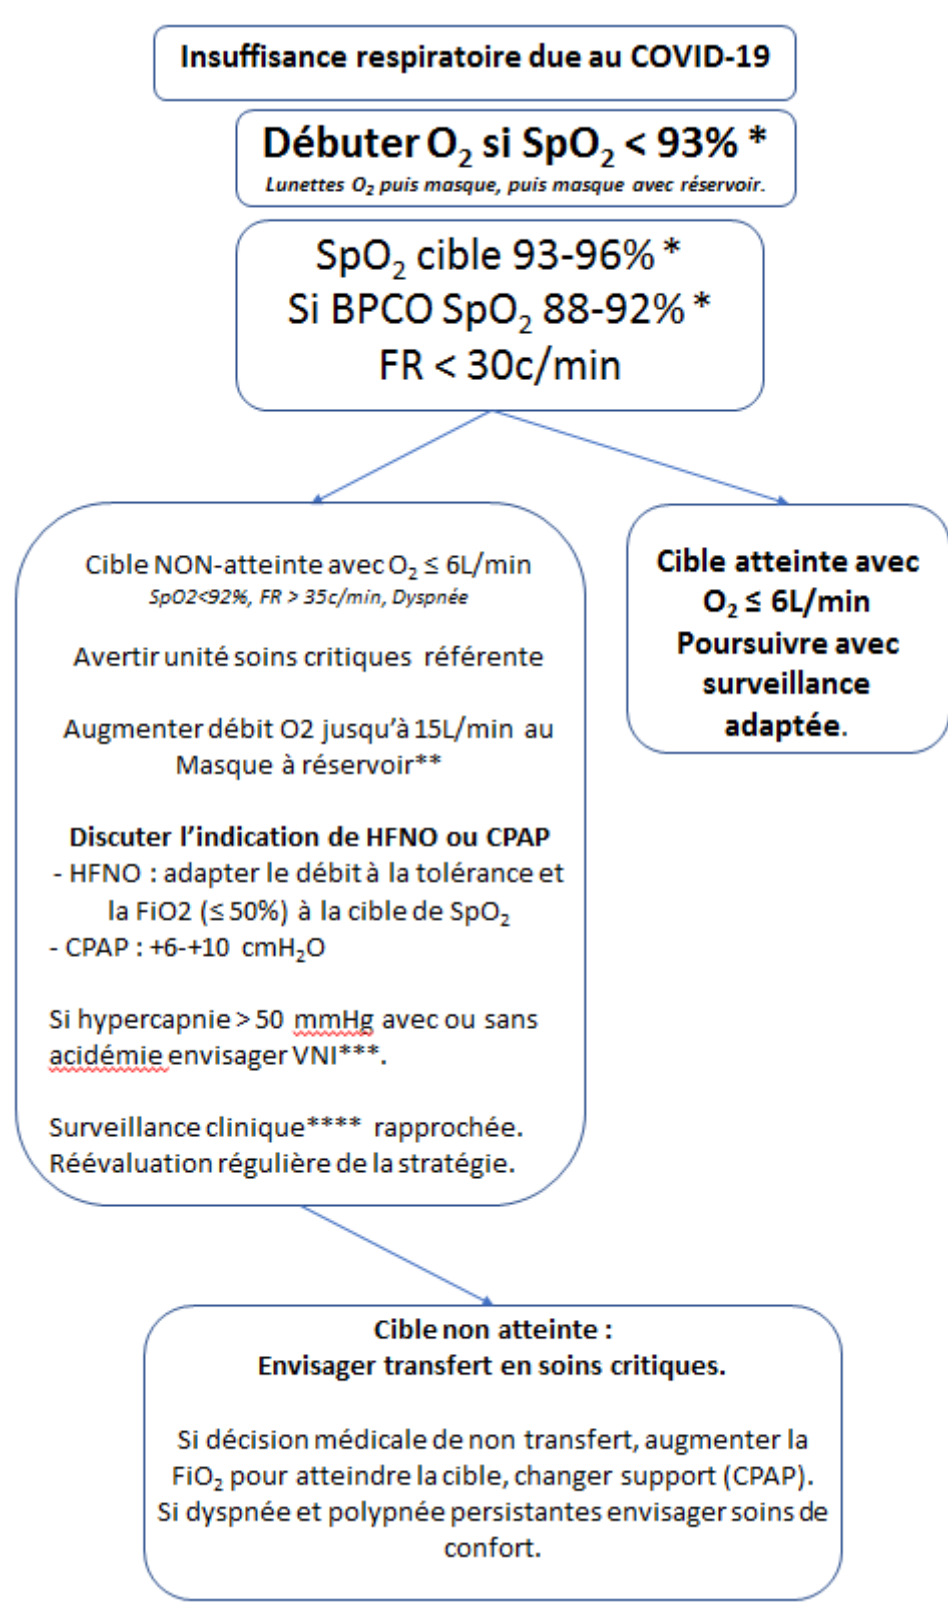 Insuffisance respiratoire due au COVID-19
Débuter O₂ si SpO₂ < 93% *
Lunettes O₂ puis masque, puis masque avec réservoir.
SpO₂ cible 93-96% *
Si BPCO SpO₂ 88-92% *
FR < 30c/min
Cible NON-atteinte avec O₂ ≤ 6L/min
SpO2<92%, FR > 35c/min, Dyspnée
Avertir unité soins critiques référente
Augmenter débit O2 jusqu'à 15L/min au
Masque à réservoir**
Discuter l'indication de HFNO ou CPAP
- HFNO : adapter le débit à la tolérance et
la FiO2 (≤ 50%) à la cible de SpO₂
- CPAP : +6-+10 cmH₂O
Si hypercapnie > 50 mmHg avec ou sans
acidémie envisager VNI***.
Surveillance clinique**** rapprochée.
Réévaluation régulière de la stratégie.
Cible atteinte avec
O₂ ≤ 6L/min
Poursuivre avec
surveillance
adaptée.
Cible non atteinte :
Envisager transfert en soins critiques.
Si décision médicale de non transfert, augmenter la
FiO₂ pour atteindre la cible, changer support (CPAP).
Si dyspnée et polypnée persistantes envisager soins de
confort.